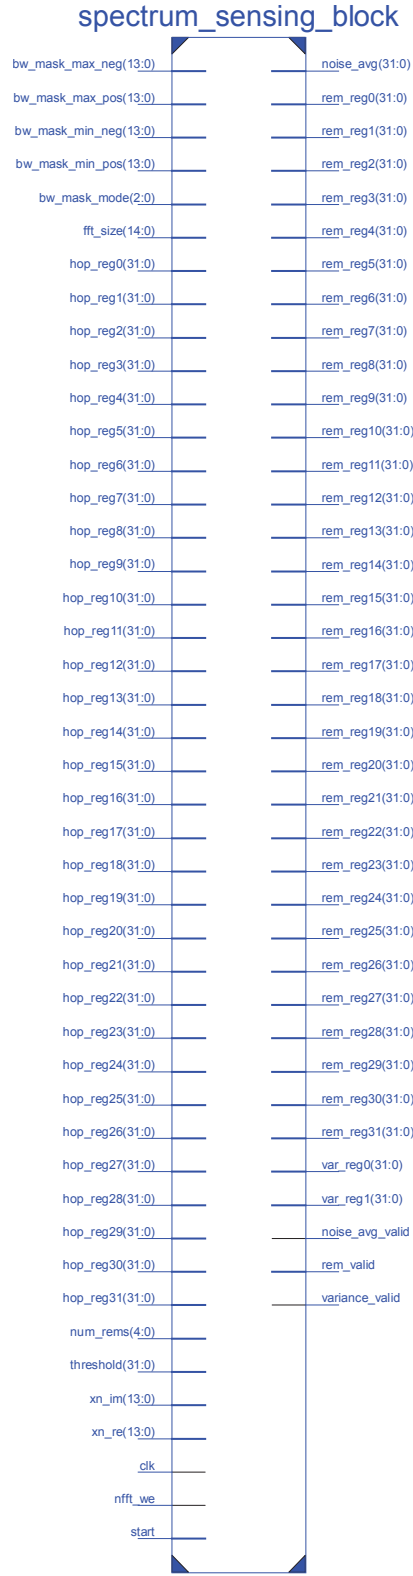 spectrum_sensing_block
bw_mask_max_neg(13:0) noise_avg(31:0)
bw_mask_max_pos(13:0) rem_reg0(31:0)
bw_mask_min_neg(13:0) rem_reg1(31:0)
bw_mask_min_pos(13:0) rem_reg2(31:0)
bw_mask_mode(2:0) rem_reg3(31:0)
fft_size(14:0) rem_reg4(31:0)
hop_reg0(31:0) rem_reg5(31:0)
hop_reg1(31:0) rem_reg6(31:0)
hop_reg2(31:0) rem_reg7(31:0)
hop_reg3(31:0) rem_reg8(31:0)
hop_reg4(31:0) rem_reg9(31:0)
hop_reg5(31:0) rem_reg10(31:0)
hop_reg6(31:0) rem_reg11(31:0)
hop_reg7(31:0) rem_reg12(31:0)
hop_reg8(31:0) rem_reg13(31:0)
hop_reg9(31:0) rem_reg14(31:0)
hop_reg10(31:0) rem_reg15(31:0)
hop_reg11(31:0) rem_reg16(31:0)
hop_reg12(31:0) rem_reg17(31:0)
hop_reg13(31:0) rem_reg18(31:0)
hop_reg14(31:0) rem_reg19(31:0)
hop_reg15(31:0) rem_reg20(31:0)
hop_reg16(31:0) rem_reg21(31:0)
hop_reg17(31:0) rem_reg22(31:0)
hop_reg18(31:0) rem_reg23(31:0)
hop_reg19(31:0) rem_reg24(31:0)
hop_reg20(31:0) rem_reg25(31:0)
hop_reg21(31:0) rem_reg26(31:0)
hop_reg22(31:0) rem_reg27(31:0)
hop_reg23(31:0) rem_reg28(31:0)
hop_reg24(31:0) rem_reg29(31:0)
hop_reg25(31:0) rem_reg30(31:0)
hop_reg26(31:0) rem_reg31(31:0)
hop_reg27(31:0) var_reg0(31:0)
hop_reg28(31:0) var_reg1(31:0)
hop_reg29(31:0) noise_avg_valid
hop_reg30(31:0) rem_valid
hop_reg31(31:0) variance_valid
num_rems(4:0)
threshold(31:0)
xn_im(13:0)
xn_re(13:0)
clk
nfft_we
start